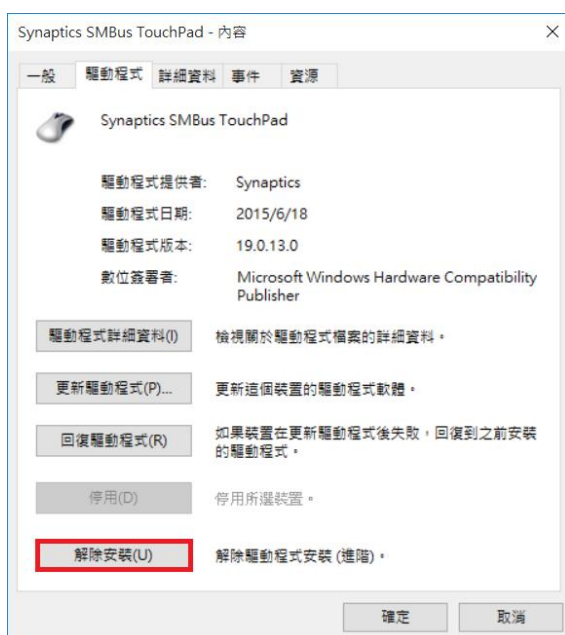 Synaptics SMBus TouchPad - 內容
一般 驅動程式 詳細資料 事件 資源
Synaptics SMBus TouchPad
驅動程式提供者: Synaptics
驅動程式日期: 2015/6/18
驅動程式版本: 19.0.13.0
數位簽署者: Microsoft Windows Hardware Compatibility
Publisher
驅動程式詳細資料(I) 檢視關於驅動程式檔案的詳細資料。
更新驅動程式(P)... 更新這個裝置的驅動程式軟體。
回復驅動程式(R) 如果裝置在更新驅動程式後失敗，回復到之前安裝
的驅動程式。
停用(D) 停用所選裝置。
解除安裝(U) 解除驅動程式安裝 (進階)。
確定 取消